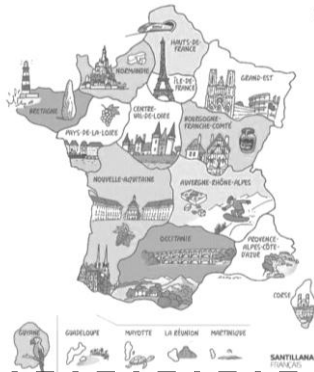 HAUTS-DE-
FRANCE
NORMANDIE
ÎLE-DE-
FRANCE
GRAND-EST
BRETAGNE
CENTRE-
VAL-DE-LOIRE
BOURGOGNE-
FRANCHE-COMTÉ
PAYS-DE-LA-LOIRE
NOUVELLE-AQUITAINE
AUVERGNE-RHÔNE-ALPES
OCCITANIE
PROVENCE-
ALPES-CÔTE-
D'AZUR
CORSE
GUYANE
GUADELOUPE
MAYOTTE
LA RÉUNION
MARTINIQUE
SANTILLANA
FRANÇAIS